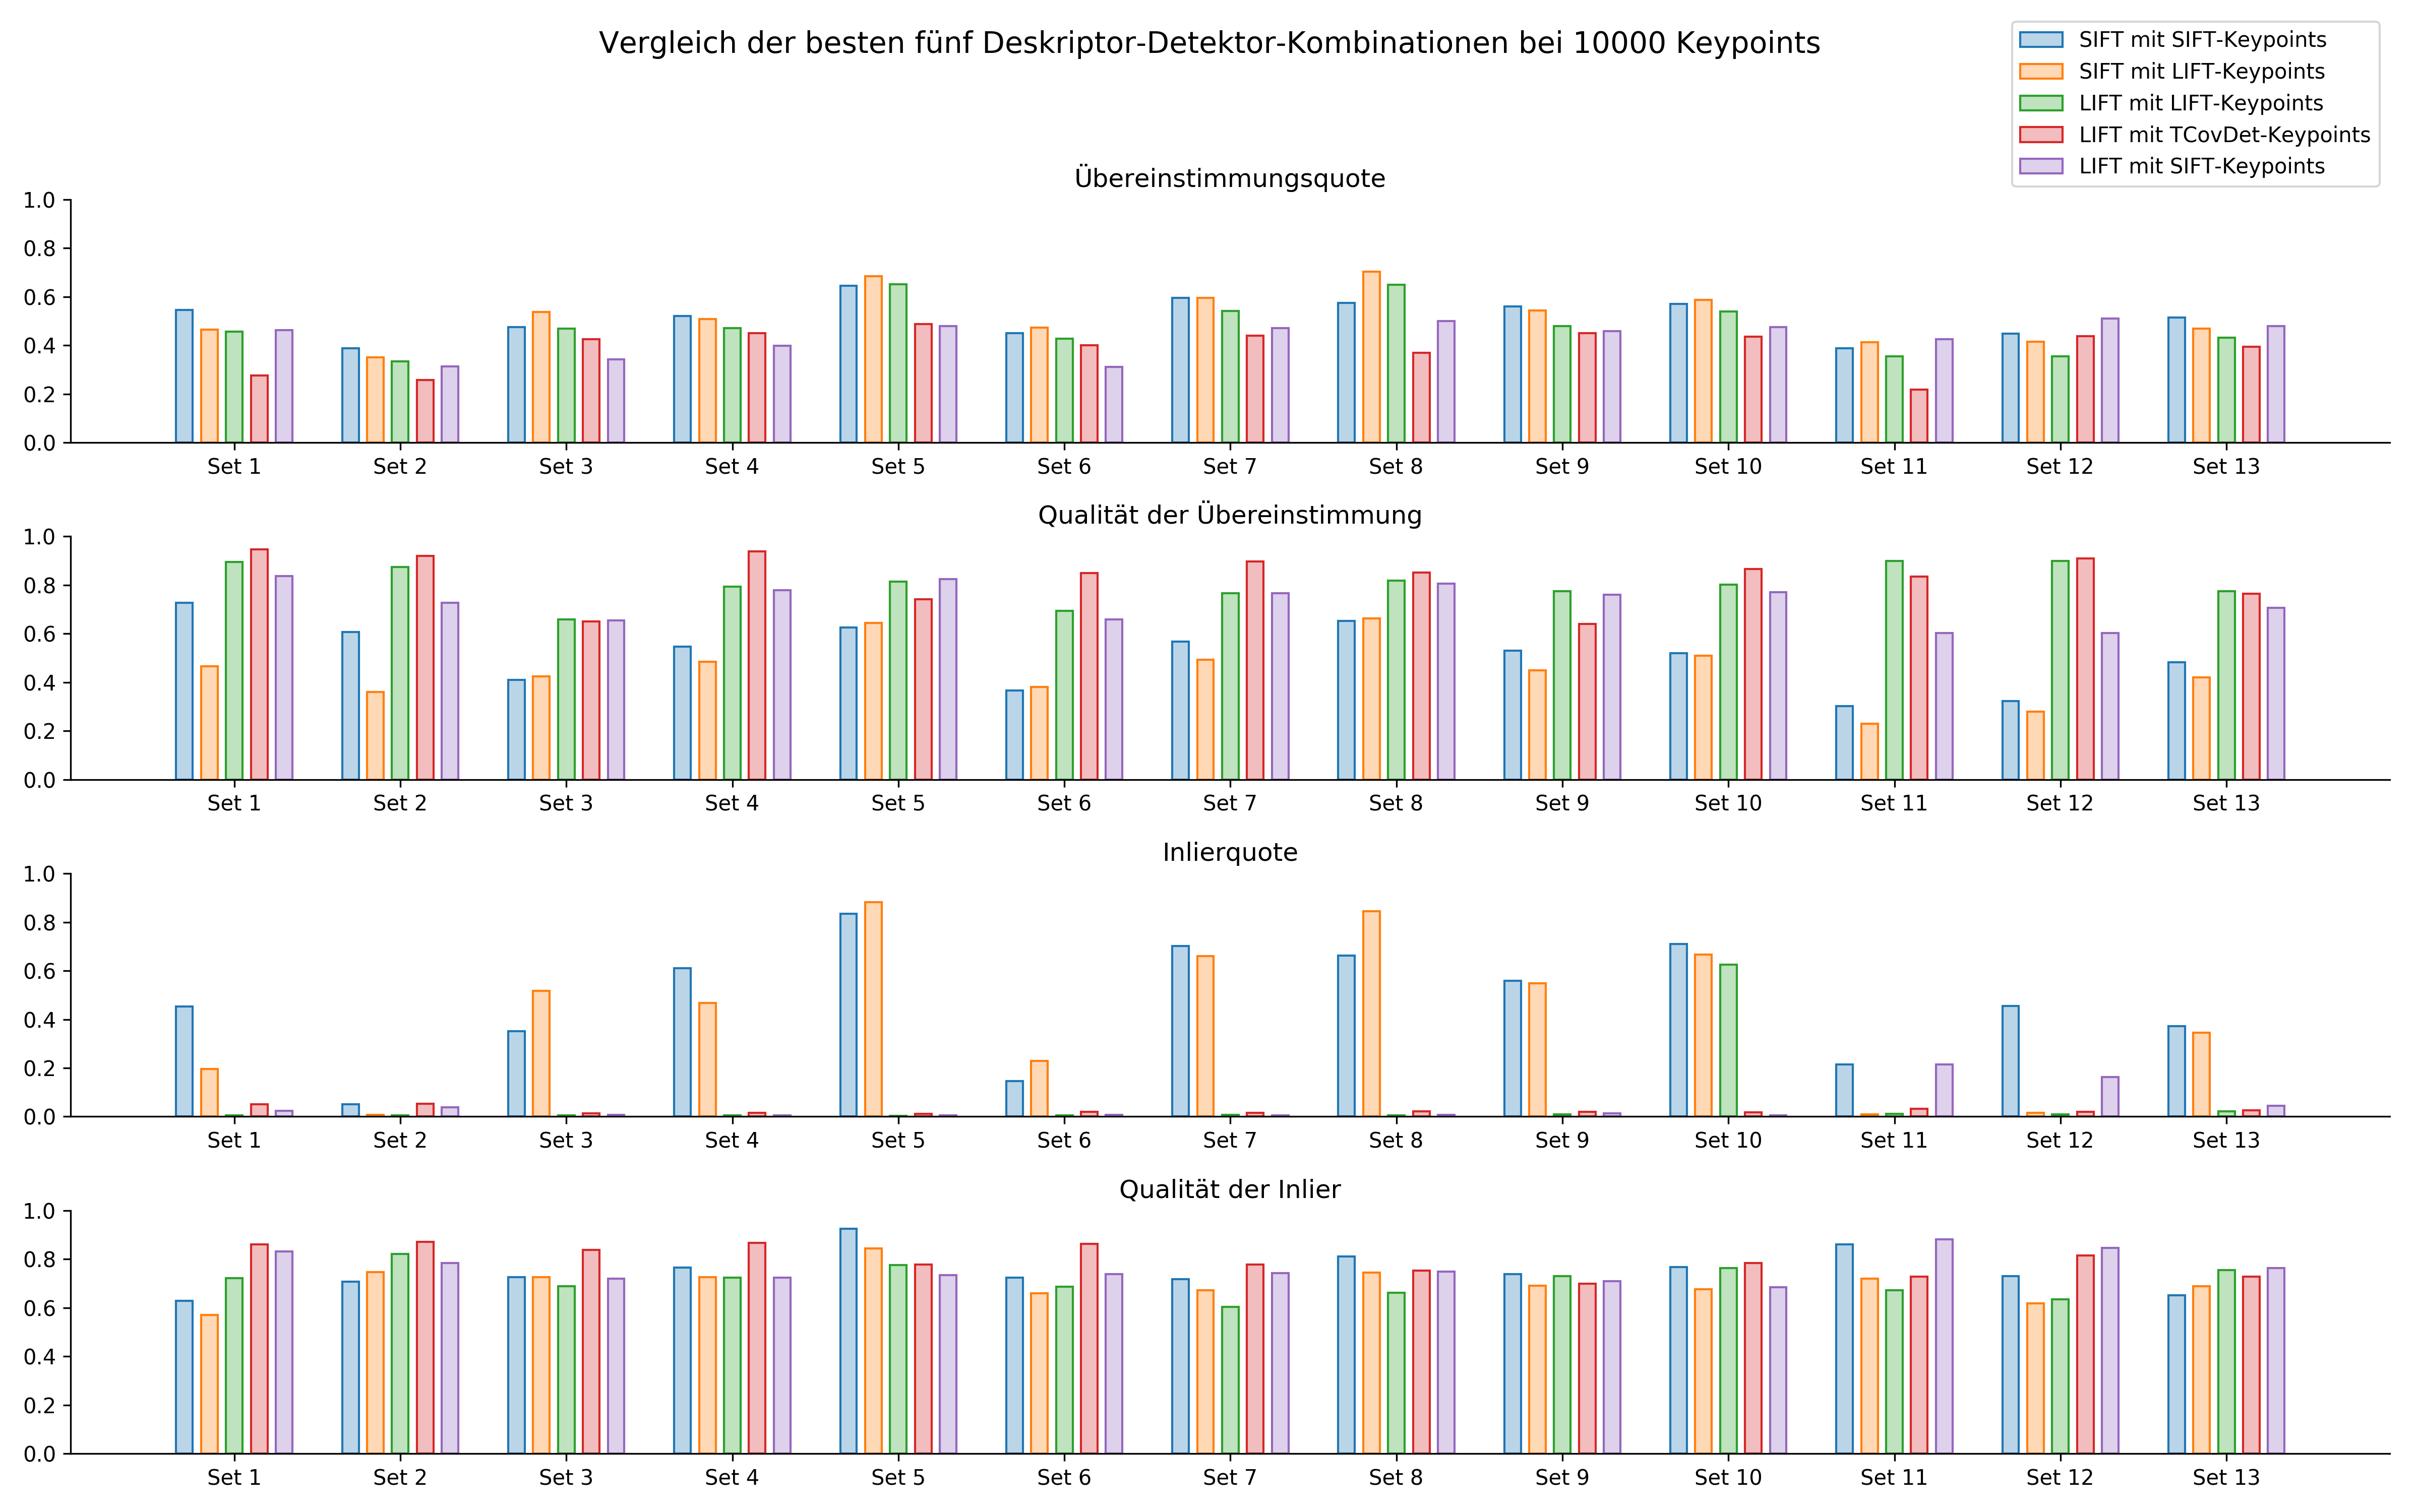 Vergleich der besten fünf Deskriptor-Detektor-Kombinationen bei 10000 Keypoints
SIFT mit SIFT-Keypoints
SIFT mit LIFT-Keypoints
LIFT mit LIFT-Keypoints
LIFT mit TCovDet-Keypoints
LIFT mit SIFT-Keypoints
Übereinstimmungsquote
1.0
0.8
0.6
0.4
0.2
0.0
Set 1 Set 2 Set 3 Set 4 Set 5 Set 6 Set 7 Set 8 Set 9 Set 10 Set 11 Set 12 Set 13
Qualität der Übereinstimmung
1.0
0.8
0.6
0.4
0.2
0.0
Set 1 Set 2 Set 3 Set 4 Set 5 Set 6 Set 7 Set 8 Set 9 Set 10 Set 11 Set 12 Set 13
Inlierquote
1.0
0.8
0.6
0.4
0.2
0.0
Set 1 Set 2 Set 3 Set 4 Set 5 Set 6 Set 7 Set 8 Set 9 Set 10 Set 11 Set 12 Set 13
Qualität der Inlier
1.0
0.8
0.6
0.4
0.2
0.0
Set 1 Set 2 Set 3 Set 4 Set 5 Set 6 Set 7 Set 8 Set 9 Set 10 Set 11 Set 12 Set 13